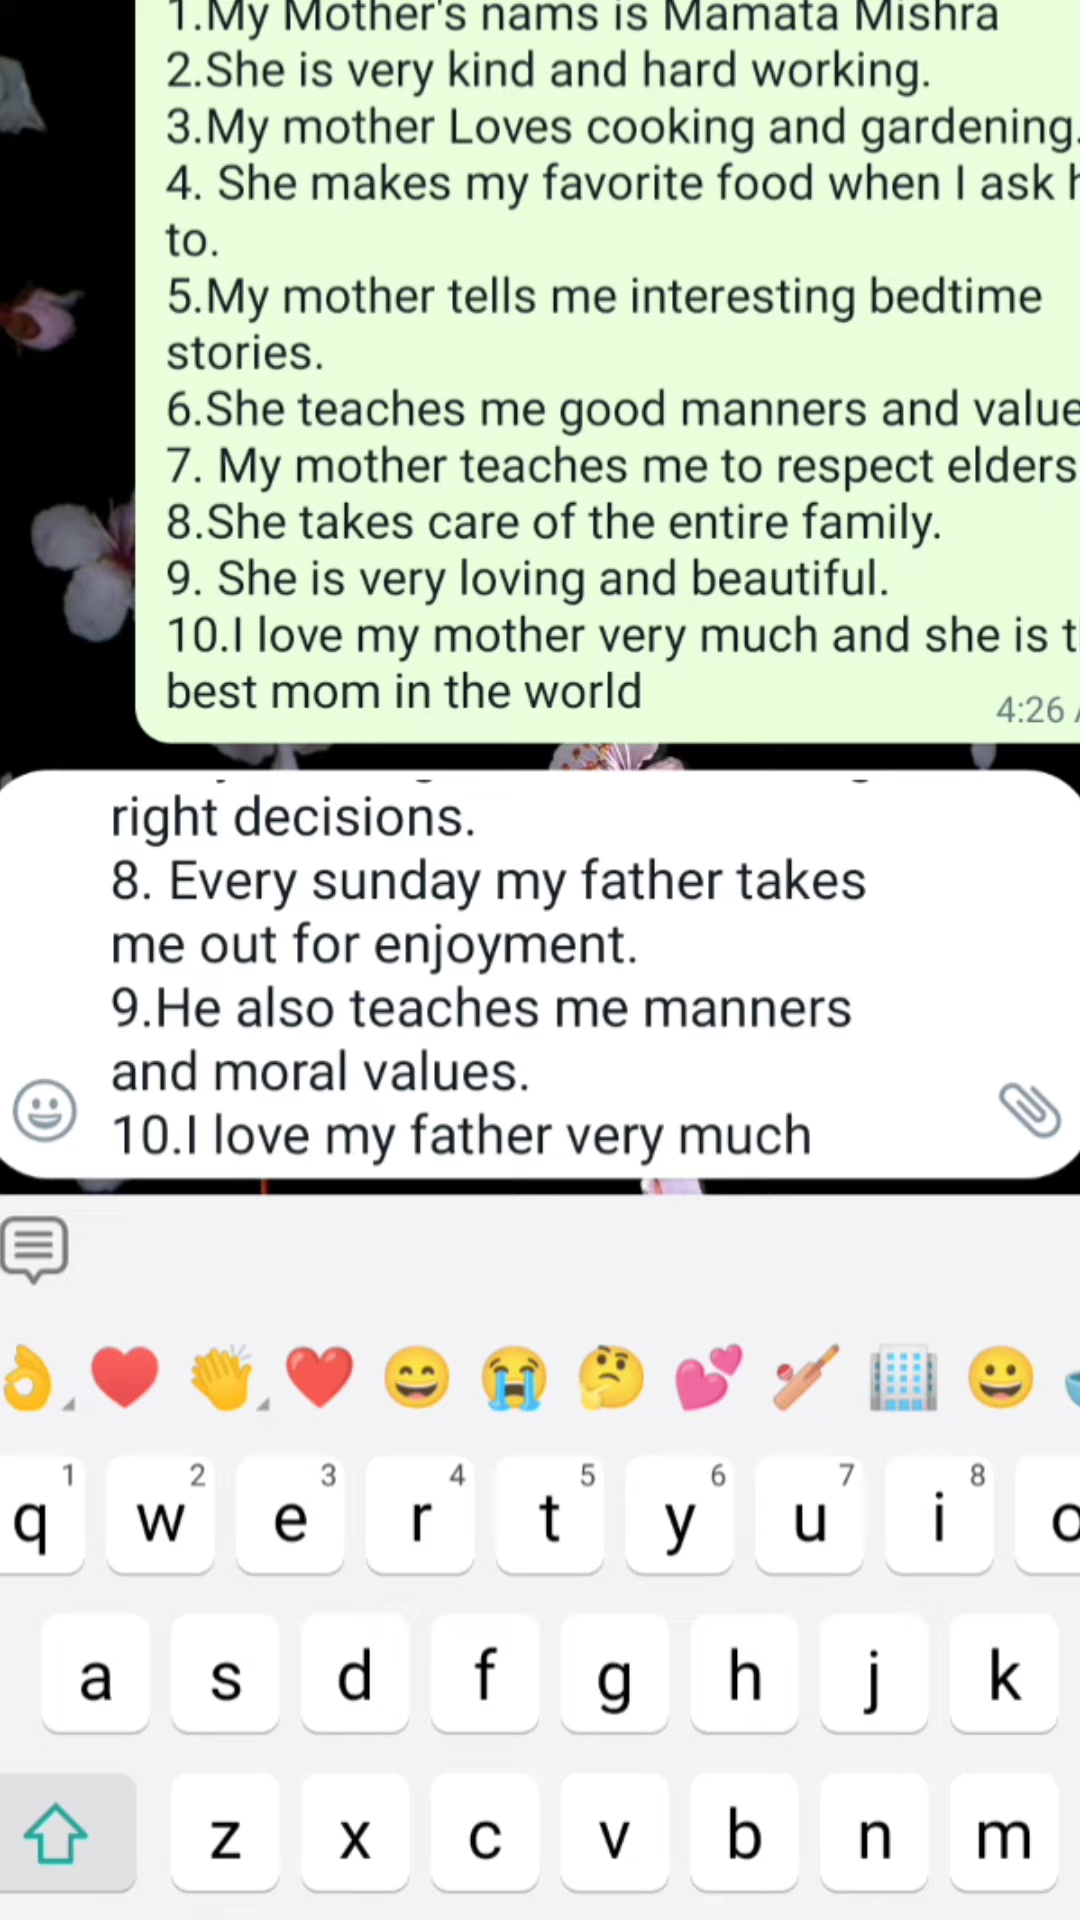 1.My Mother's nams is Mamata Mishra
2.She is very kind and hard working.
3.My mother Loves cooking and gardening.
4. She makes my favorite food when I ask
to.
5.My mother tells me interesting bedtime
stories.
6.She teaches me good manners and value
7. My mother teaches me to respect elders
8.She takes care of the entire family.
9. She is very loving and beautiful.
10.I love my mother very much and she is t
best mom in the world
4:26
right decisions.
8. Every sunday my father takes
me out for enjoyment.
9.He also teaches me manners
and moral values.
10.I love my father very much
1 2 3 4 5 6 7 8
q w e r t y u i o
a s d f g h j k
z x c v b n m